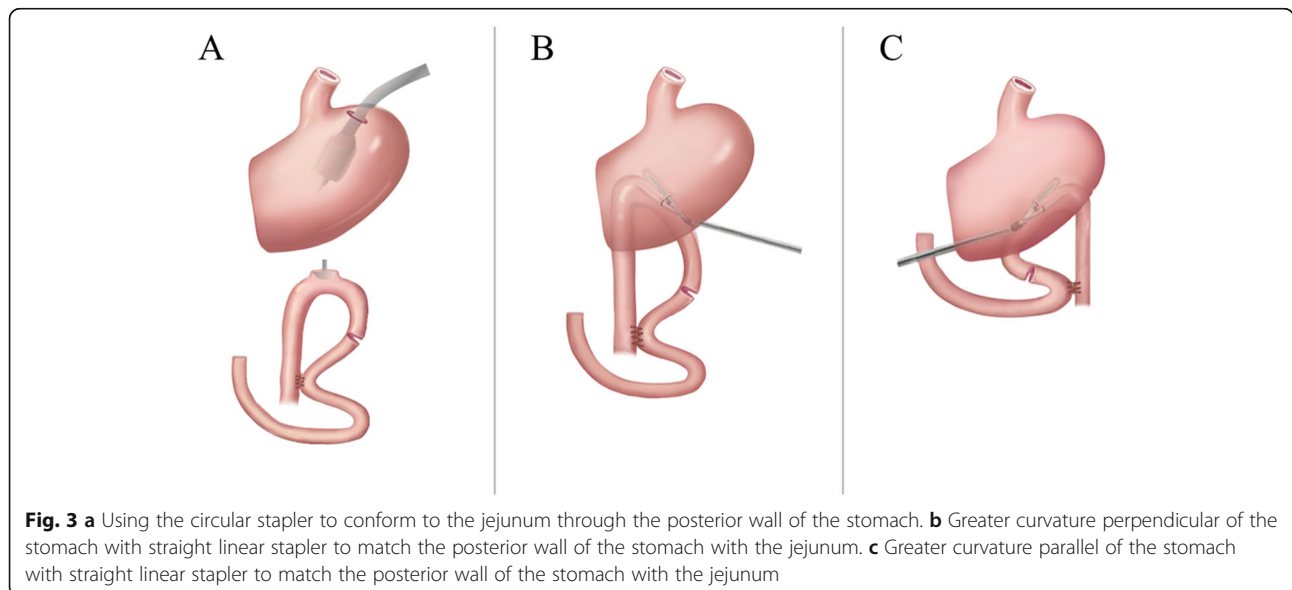 A
B
C
Fig. 3 a Using the circular stapler to conform to the jejunum through the posterior wall of the stomach. b Greater curvature perpendicular of the
stomach with straight linear stapler to match the posterior wall of the stomach with the jejunum. c Greater curvature parallel of the stomach
with straight linear stapler to match the posterior wall of the stomach with the jejunum